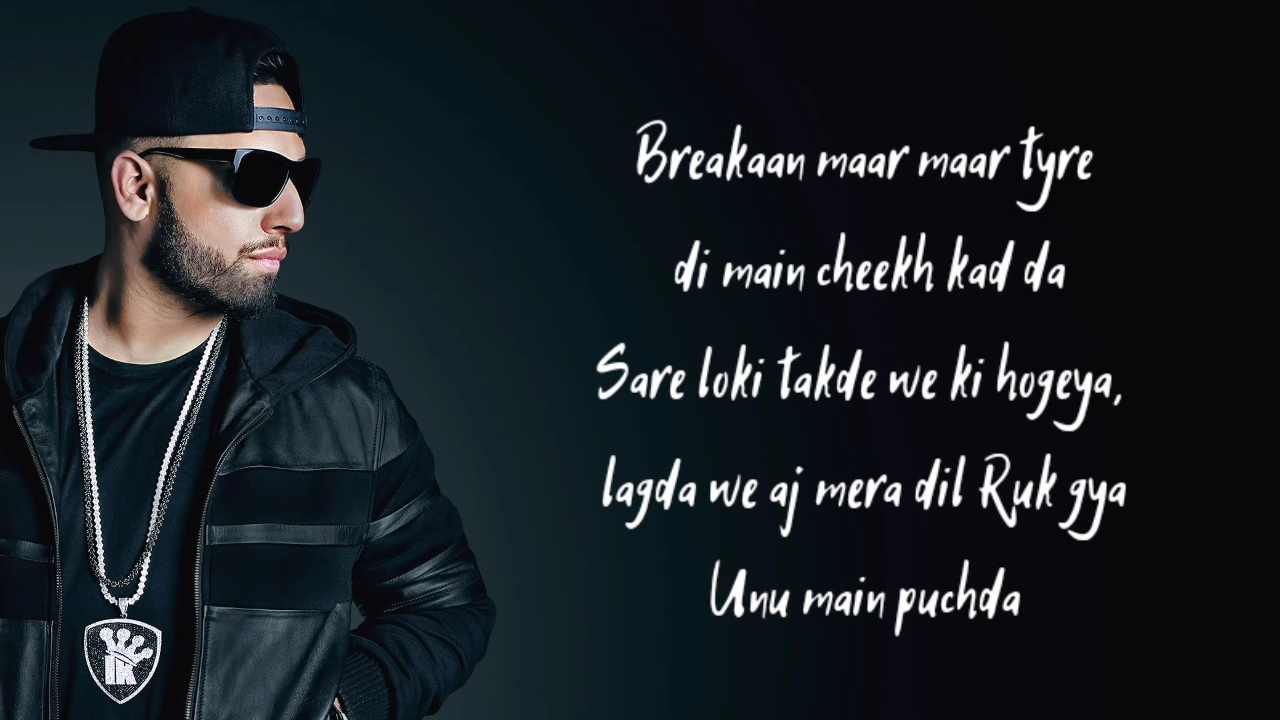 Breakaan maar maar tyre
di main cheekh kad da
Sare loki takde we ki hogeya,
lagda we aj mera dil Ruk gya
Unu main puchda
IK